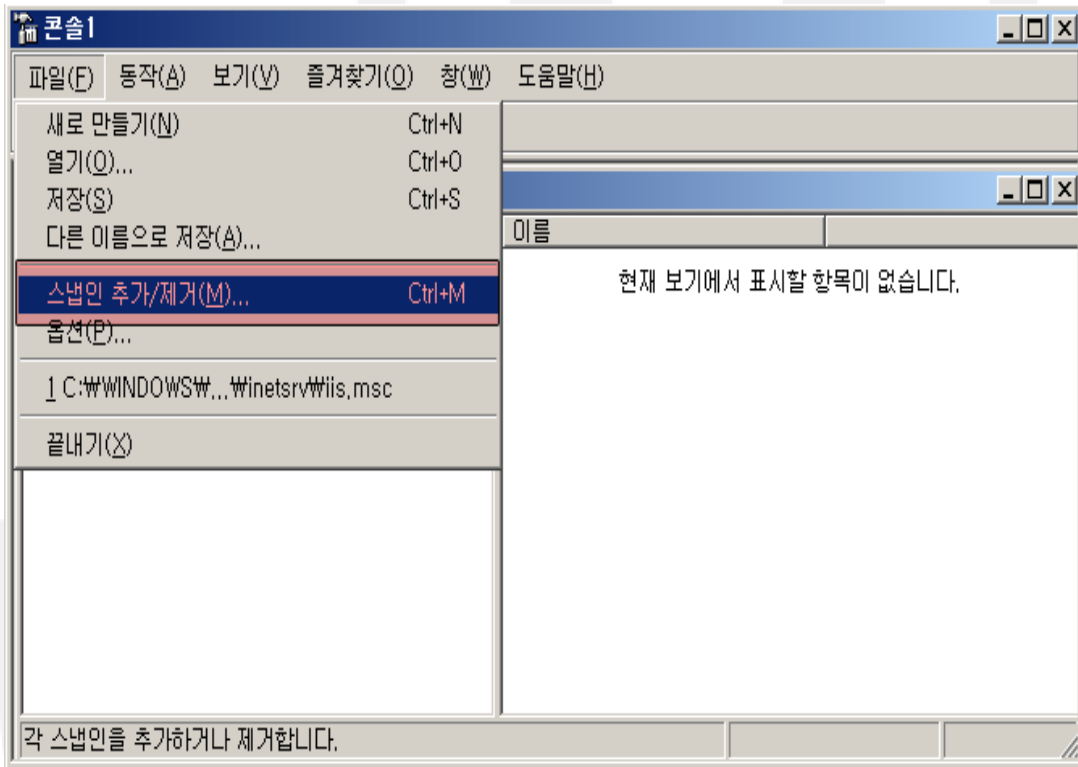 콘솔1
파일(F) 동작(A) 보기(V) 즐겨찾기(O) 창(W) 도움말(H)
새로 만들기(N) Ctrl+N
열기(O)... Ctrl+O
저장(S) Ctrl+S
다른 이름으로 저장(A)...
스냅인 추가/제거(M)... Ctrl+M
옵션(P)...
1 C:₩WINDOWS₩...₩inetsrv₩iis.msc
끝내기(X)
이름
현재 보기에서 표시할 항목이 없습니다.
각 스냅인을 추가하거나 제거합니다.